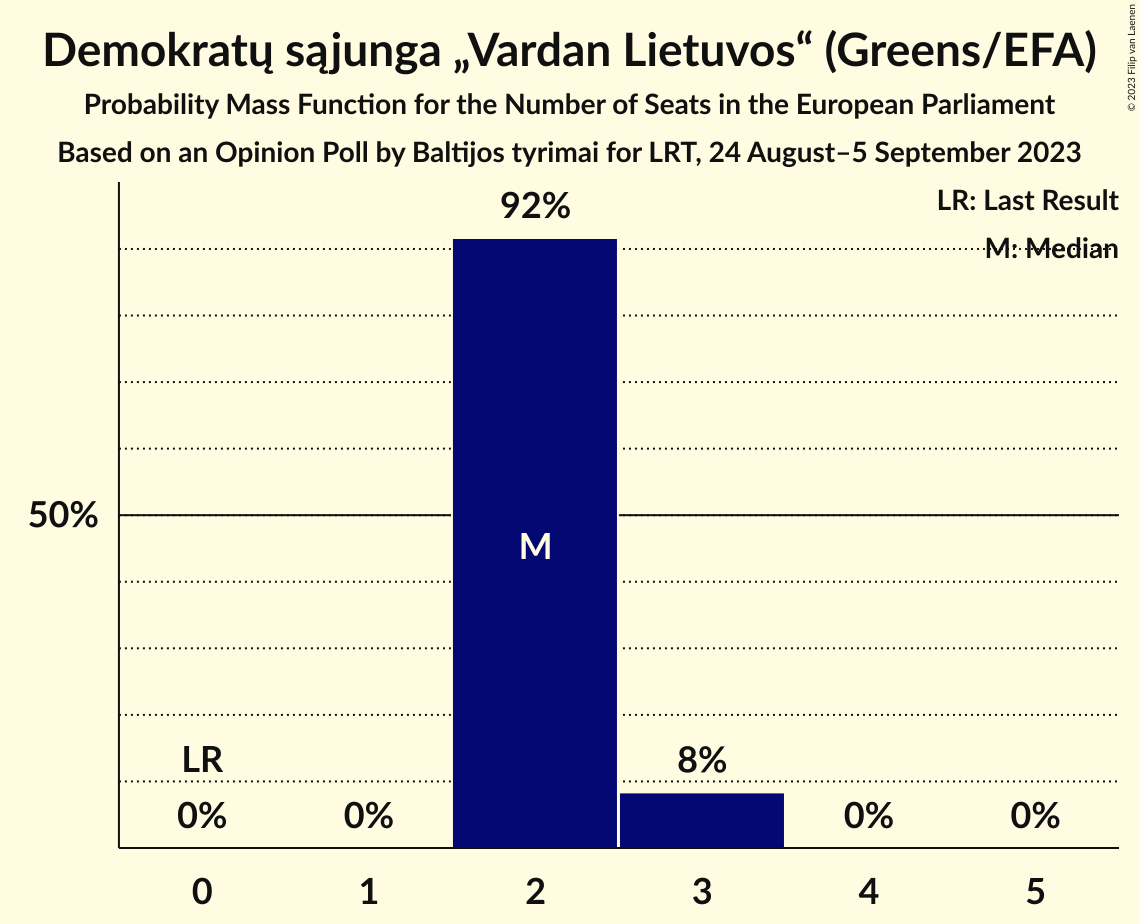 Demokratų sąjunga „Vardan Lietuvos“ (Greens/EFA)
Probability Mass Function for the Number of Seats in the European Parliament
Based on an Opinion Poll by Baltijos tyrimai for LRT, 24 August–5 September 2023
© 2023 Filip van Laenen
LR: Last Result
M: Median
92%
50%
M
LR
8%
0% 0% 0% 0%
0 1 2 3 4 5